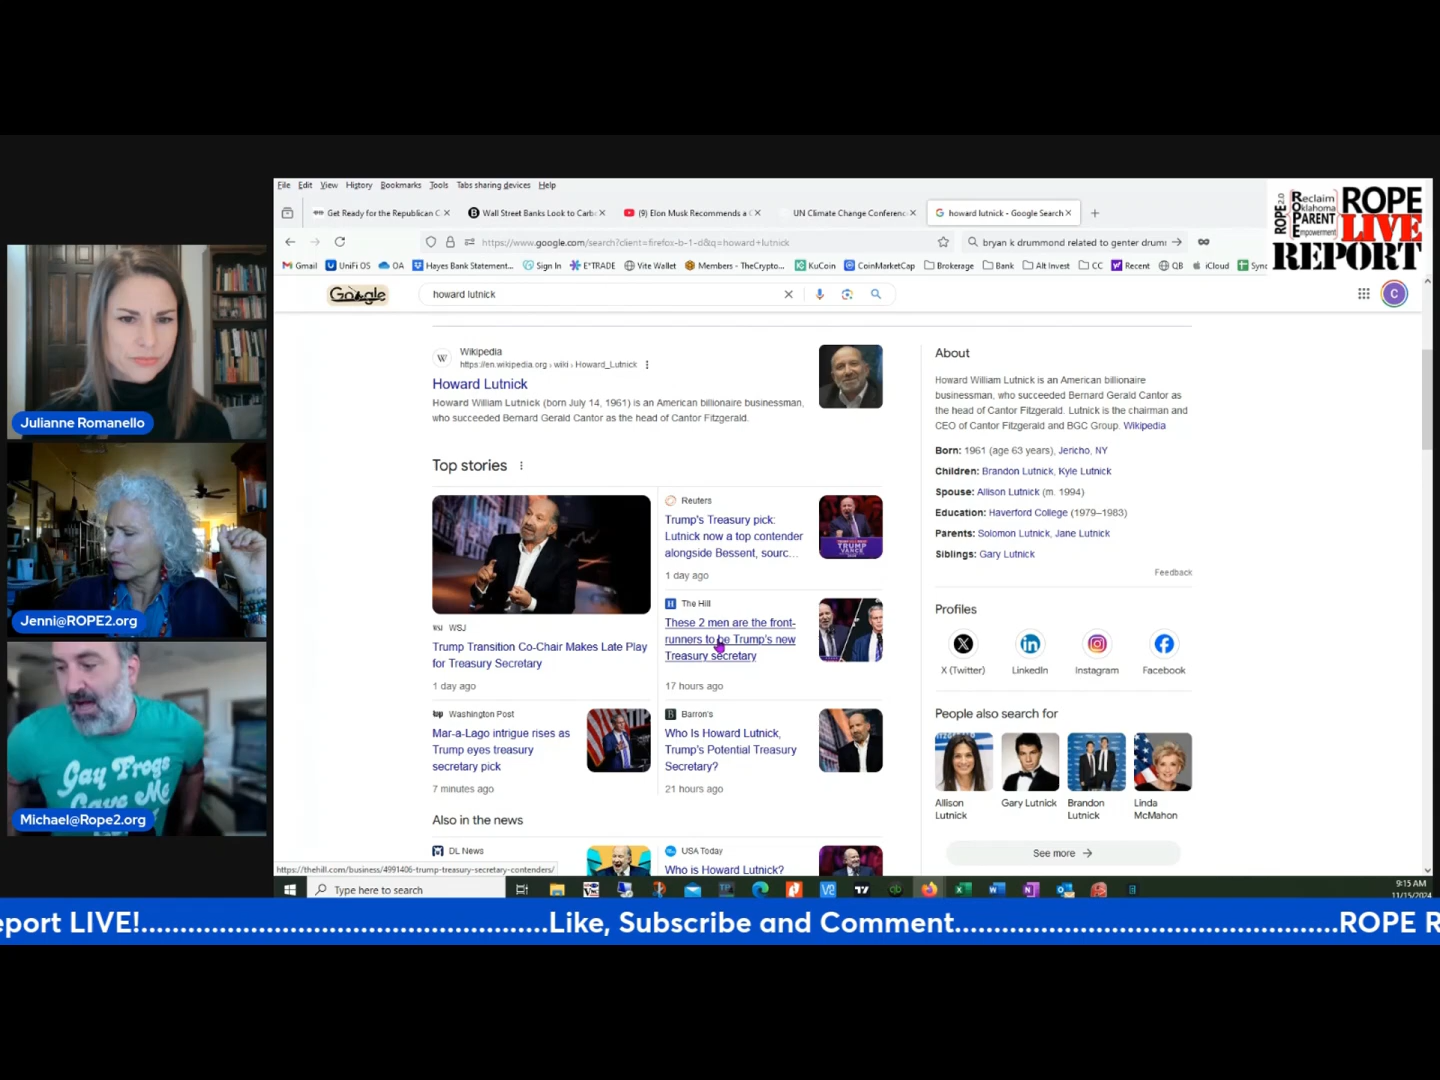 File Edit View History Bookmarks Tools Tabs sharing devices Help
Get Ready for the Republican C
Wall Street Banks Look to Carb
(9) Elon Musk Recommends a
UN Climate Change Conferenc
howard lutnick - Google Search
https://www.google.com/search?client=firefox-b-1-d&q=howard+lutnick
bryan k drummond related to genter drum
Gmail UniFi OS OA Hayes Bank Statement... Sign In E*TRADE Vite Wallet Members - TheCrypto... KuCoin CoinMarketCap Brokerage Bank Alt Invest CC Recent QB iCloud Sync
ROPE 2.0
Reclaim
Oklahoma
PARENT
Empowerment
ROPE
LIVE
REPORT
Google
howard lutnick
C
Wikipedia
https://en.wikipedia.org › wiki › Howard_Lutnick
Howard Lutnick
Howard William Lutnick (born July 14, 1961) is an American billionaire businessman,
who succeeded Bernard Gerald Cantor as the head of Cantor Fitzgerald.
Top stories
WSJ
Trump Transition Co-Chair Makes Late Play
for Treasury Secretary
1 day ago
Reuters
Trump's Treasury pick:
Lutnick now a top contender
alongside Bessent, sourc...
1 day ago
TRUMP
VANCE
The Hill
These 2 men are the front-
runners to be Trump's new
Treasury secretary
17 hours ago
Washington Post
Mar-a-Lago intrigue rises as
Trump eyes treasury
secretary pick
7 minutes ago
Barron's
Who Is Howard Lutnick,
Trump's Potential Treasury
Secretary?
21 hours ago
Also in the news
DL News
USA Today
Who is Howard Lutnick?
About
Howard William Lutnick is an American billionaire
businessman, who succeeded Bernard Gerald Cantor as
the head of Cantor Fitzgerald. Lutnick is the chairman and
CEO of Cantor Fitzgerald and BGC Group. Wikipedia
Born: 1961 (age 63 years), Jericho, NY
Children: Brandon Lutnick, Kyle Lutnick
Spouse: Allison Lutnick (m. 1994)
Education: Haverford College (1979–1983)
Parents: Solomon Lutnick, Jane Lutnick
Siblings: Gary Lutnick
Feedback
Profiles
X (Twitter) LinkedIn Instagram Facebook
People also search for
Allison
Lutnick
Gary Lutnick
Brandon
Lutnick
Linda
McMahon
See more
https://thehill.com/business/4991406-trump-treasury-secretary-contenders/
Type here to search
9:15 AM
11/15/2024
Julianne Romanello
Jenni@ROPE2.org
Gay Frogs
Gave Me
Michael@Rope2.org
eport LIVE!..................................................Like, Subscribe and Comment................................................ROPE R